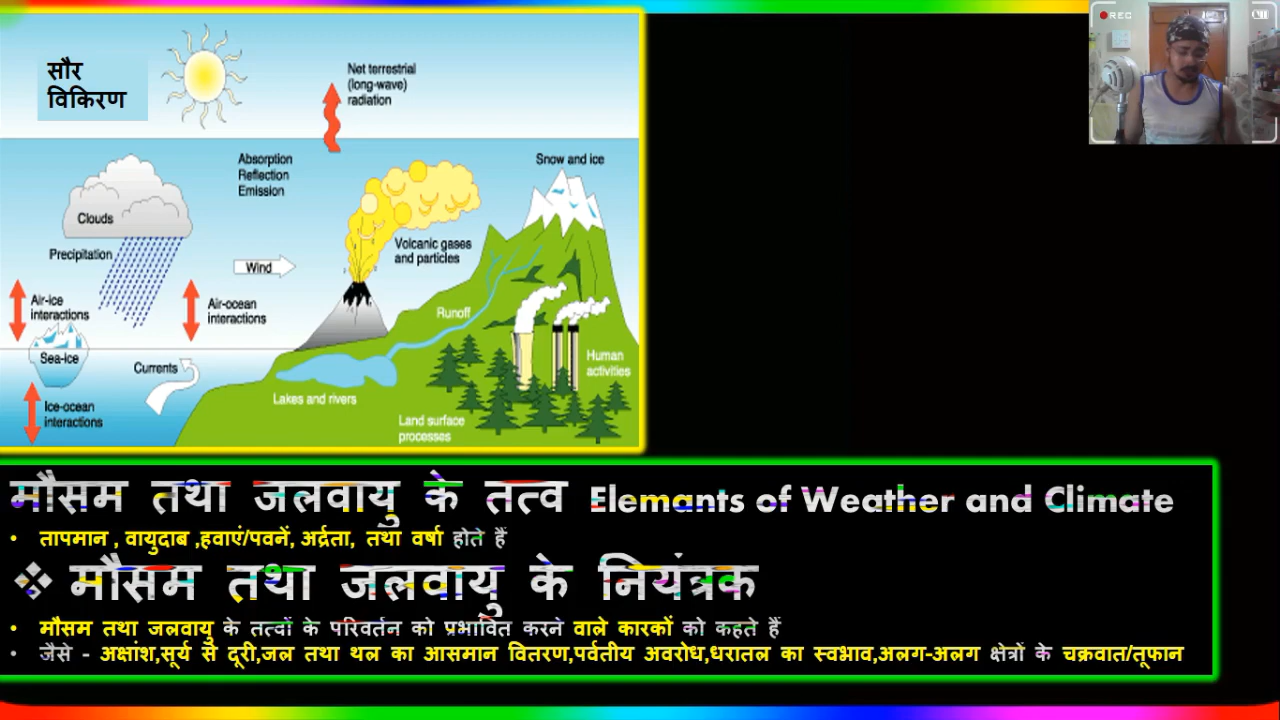 REC
सौर
विकिरण
Net terrestrial
(long-wave)
radiation
Absorption
Reflection
Emission
Snow and ice
Clouds
Precipitation
Wind
Volcanic gases
and particles
Air-ice
interactions
Air-ocean
interactions
Runoff
Sea-ice
Currents
Human
activities
Lakes and rivers
Ice-ocean
interactions
Land surface
processes
मौसम तथा जलवायु के तत्व Elemants of Weather and Climate
• तापमान , वायुदाब ,हवाएं/पवनें, अर्द्रता, तथा वर्षा होते हैं
❖ मौसम तथा जलवायु के नियंत्रक
• मौसम तथा जलवायु के तत्वों के परिवर्तन को प्रभावित करने वाले कारकों को कहते हैं
• जैसे - अक्षांश,सूर्य से दूरी,जल तथा थल का आसमान वितरण,पर्वतीय अवरोध,धरातल का स्वभाव,अलग-अलग क्षेत्रों के चक्रवात/तूफान